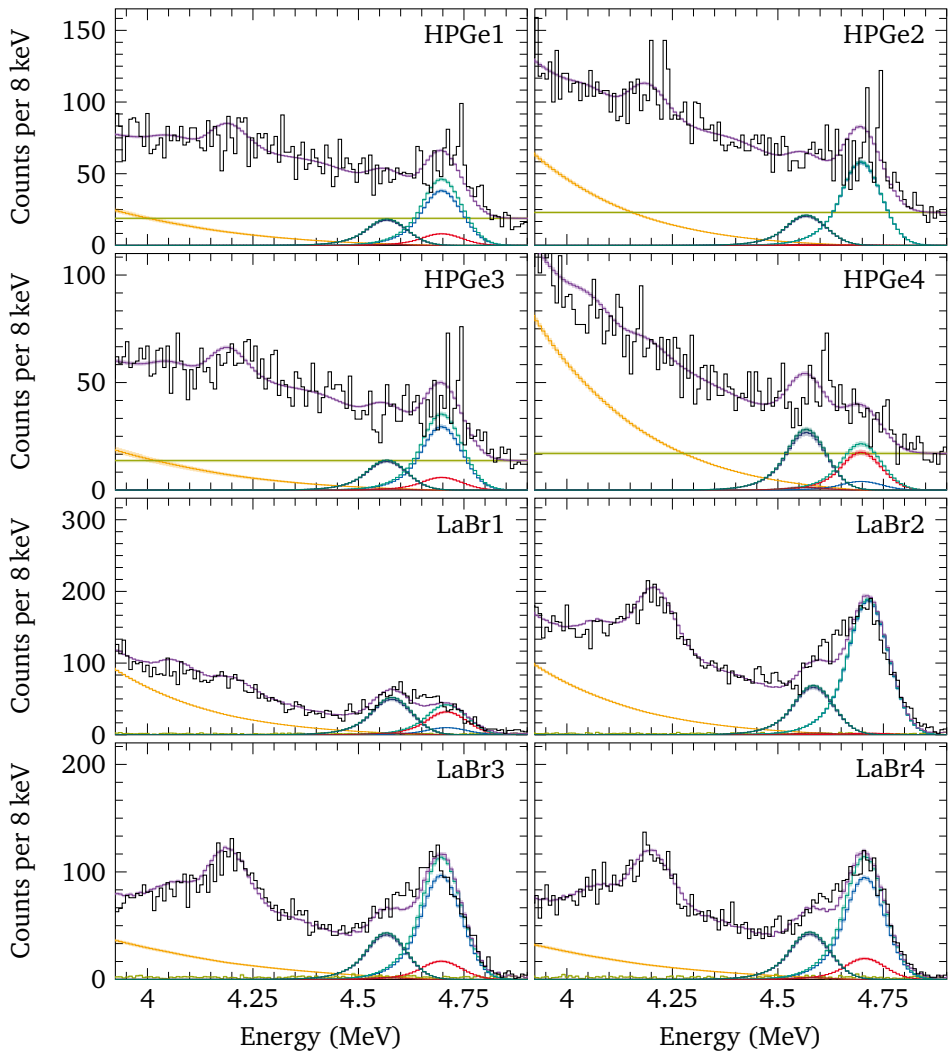 150
HPGe1
HPGe2
100
50
0
Counts per 8 keV
100
HPGe3
HPGe4
50
0
Counts per 8 keV
300
LaBr1
LaBr2
200
100
0
Counts per 8 keV
200
LaBr3
LaBr4
100
0
Counts per 8 keV
4 4.25 4.5 4.75
4 4.25 4.5 4.75
Energy (MeV)
Energy (MeV)